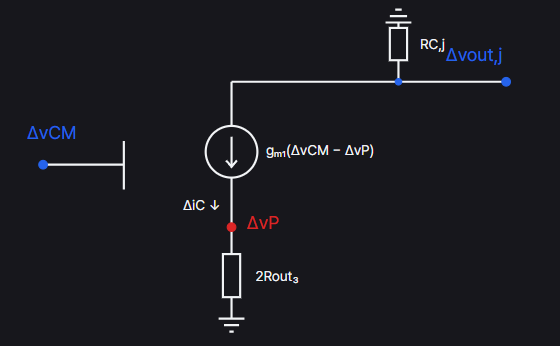 RC,j
Δvout,j
ΔvCM
gₘ₁(ΔvCM − ΔvP)
ΔiC ↓
ΔvP
2Rout₃